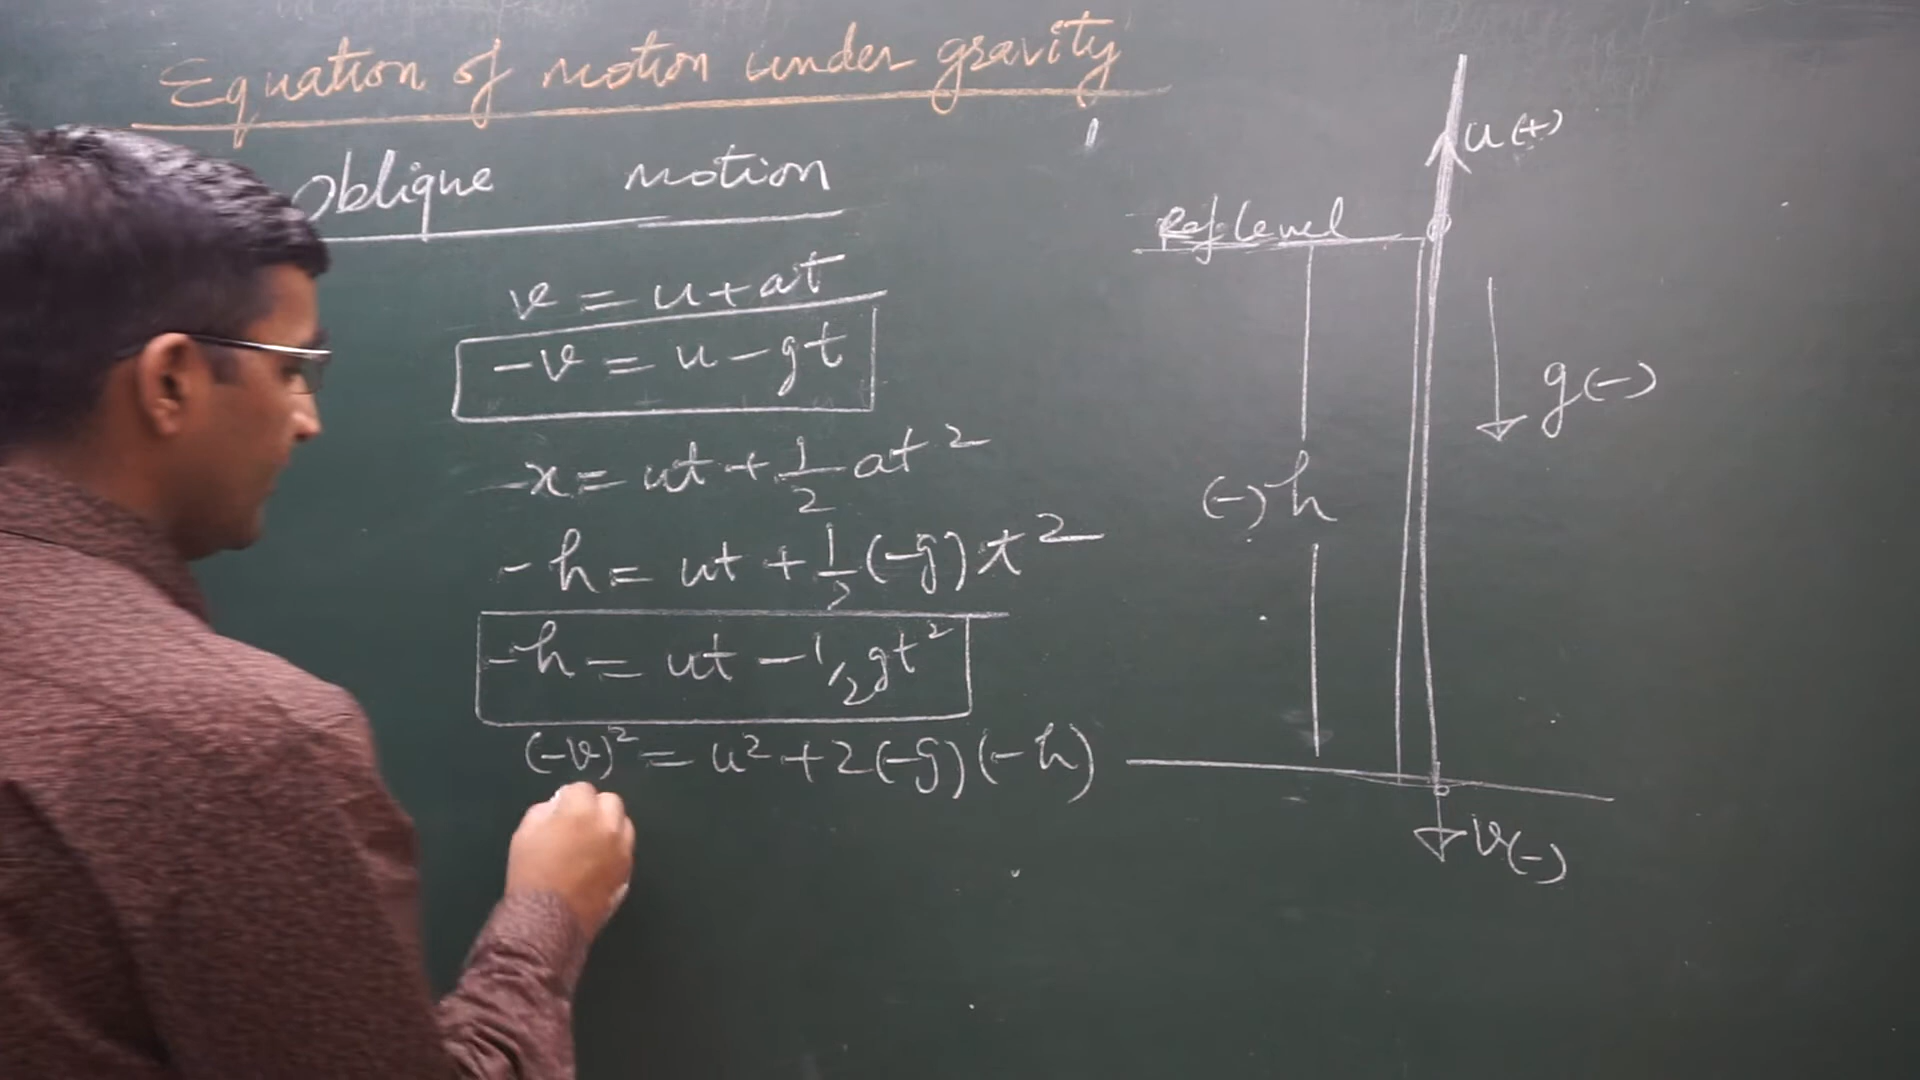 Equation of motion under gravity
Oblique motion
v = u + at
-v = u - gt
-x = ut + 1/2 at²
-h = ut + 1/2 (-g) t²
-h = ut - 1/2 gt²
(-v)² = u² + 2(-g)(-h)
u(+)
Ref level
g(-)
(-)h
v(-)